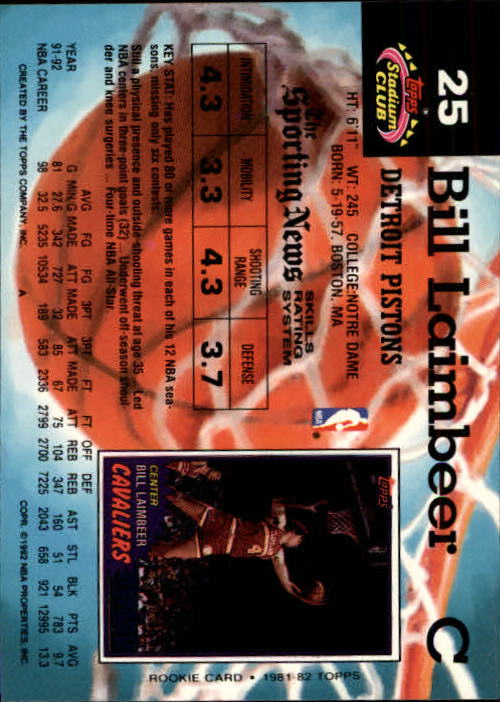 25
Bill Laimbeer C
TOPPS
Stadium
CLUB
DETROIT PISTONS
HT: 6'11" WT: 245 COLLEGE: NOTRE DAME
BORN: 5-19-57, BOSTON, MA
The
Sporting News
SKILLS
RATING
SYSTEM
INTIMIDATION MOBILITY SHOOTING RANGE DEFENSE
4.3 3.3 4.3 3.7
KEY STAT: Has played 80 or more games in each of his 12 NBA sea-
sons, missing only six contests.
Still a physical presence and outside-shooting threat at age 35 ... Led
NBA centers in three-point goals (32) ... Underwent off-season shoul-
der and knee surgeries ... Four-time NBA All-Star.
NBA
TOPPS
CENTER
BILL LAIMBEER
CAVALIERS
ROOKIE CARD • 1981-82 TOPPS
AVG FG FG 3PT 3PT FT FT OFF DEF
YEAR G MIN/G MADE ATT MADE ATT MADE ATT REB REB AST STL BLK PTS AVG
91-92 81 27.6 342 727 32 85 67 75 104 347 160 51 54 783 9.7
NBA CAREER 98 32.5 5235 10534 189 583 2336 2799 2700 7225 2043 658 921 12995 13.3
CREATED BY THE TOPPS COMPANY, INC. A COPR. ©1992 NBA PROPERTIES, INC.